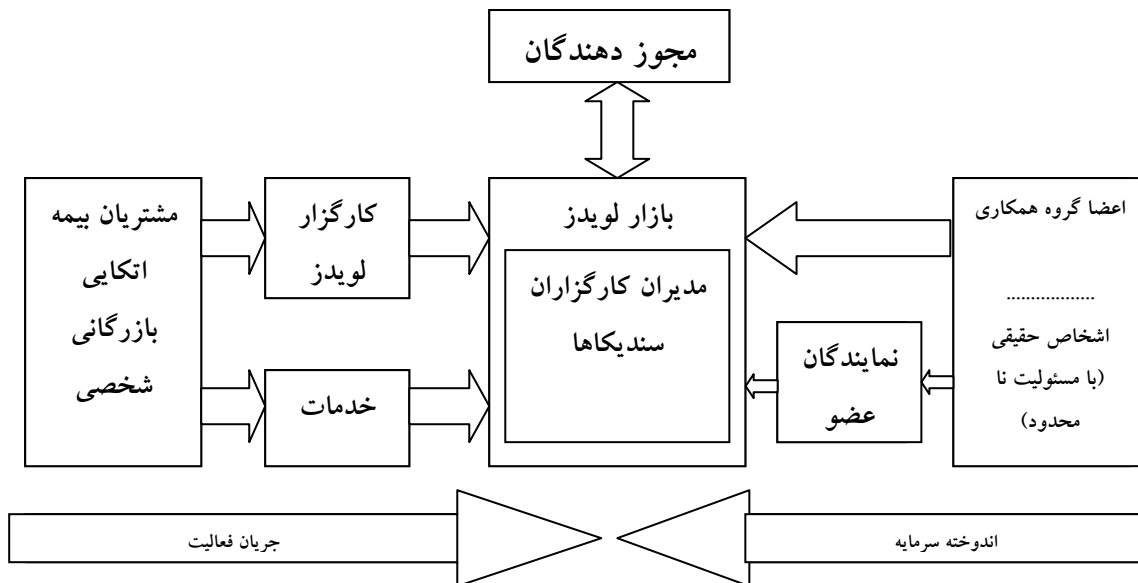 مجوز دهندگان
مشتریان بیمه
اتکایی
بازرگانی
شخصی
کارگزار
لویدز
خدمات
بازار لویدز
مدیران کارگزاران
سندیکاها
نمایندگان
عضو
اعضا گروه همکاری
..................
اشخاص حقیقی
(با مسئولیت نا
محدود)
جریان فعالیت
اندوخته سرمایه